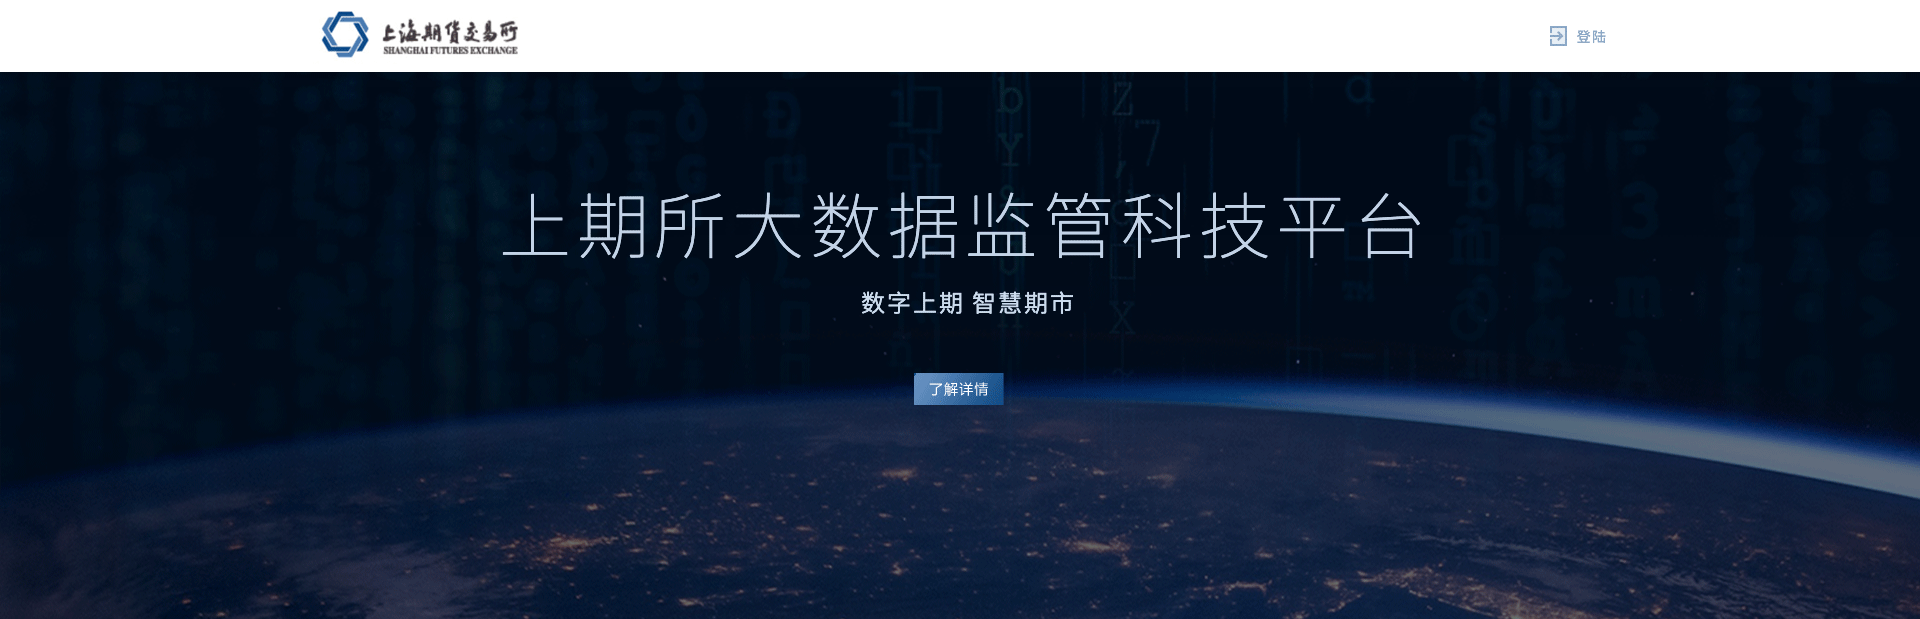 上海期货交易所
SHANGHAI FUTURES EXCHANGE
登陆
上期所大数据监管科技平台
数字上期 智慧期市
了解详情